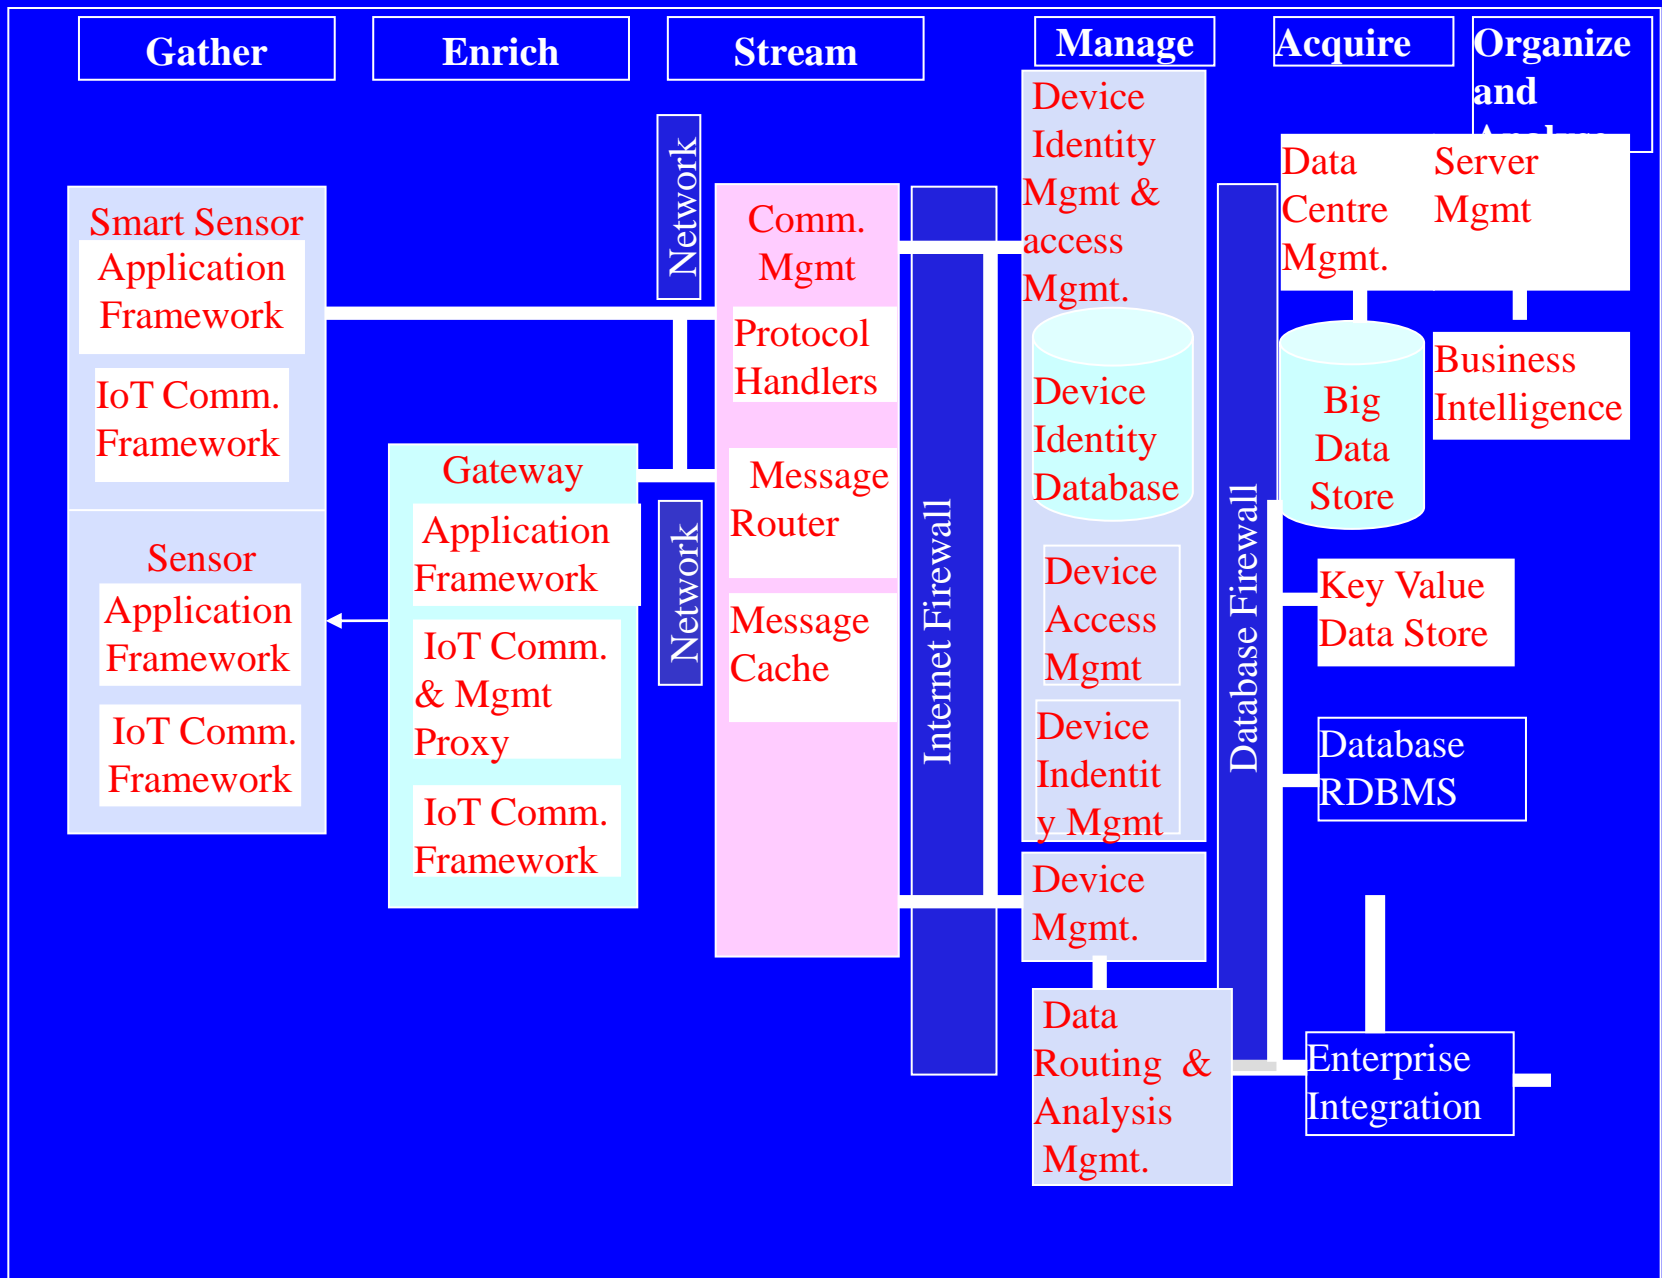 Gather
Enrich
Stream
Manage
Acquire
Organize
and
Smart Sensor
Application
Framework
IoT Comm.
Framework
Sensor
Application
Framework
IoT Comm.
Framework
Gateway
Application
Framework
IoT Comm.
& Mgmt
Proxy
IoT Comm.
Framework
Network
Network
Comm.
Mgmt
Protocol
Handlers
Message
Router
Message
Cache
Internet Firewall
Device
Identity
Mgmt &
access
Mgmt.
Device
Identity
Database
Device
Access
Mgmt
Device
Indentit
y Mgmt
Device
Mgmt.
Data
Routing &
Analysis
Mgmt.
Database Firewall
Data
Centre
Mgmt.
Server
Mgmt
Big
Data
Store
Business
Intelligence
Key Value
Data Store
Database
RDBMS
Enterprise
Integration